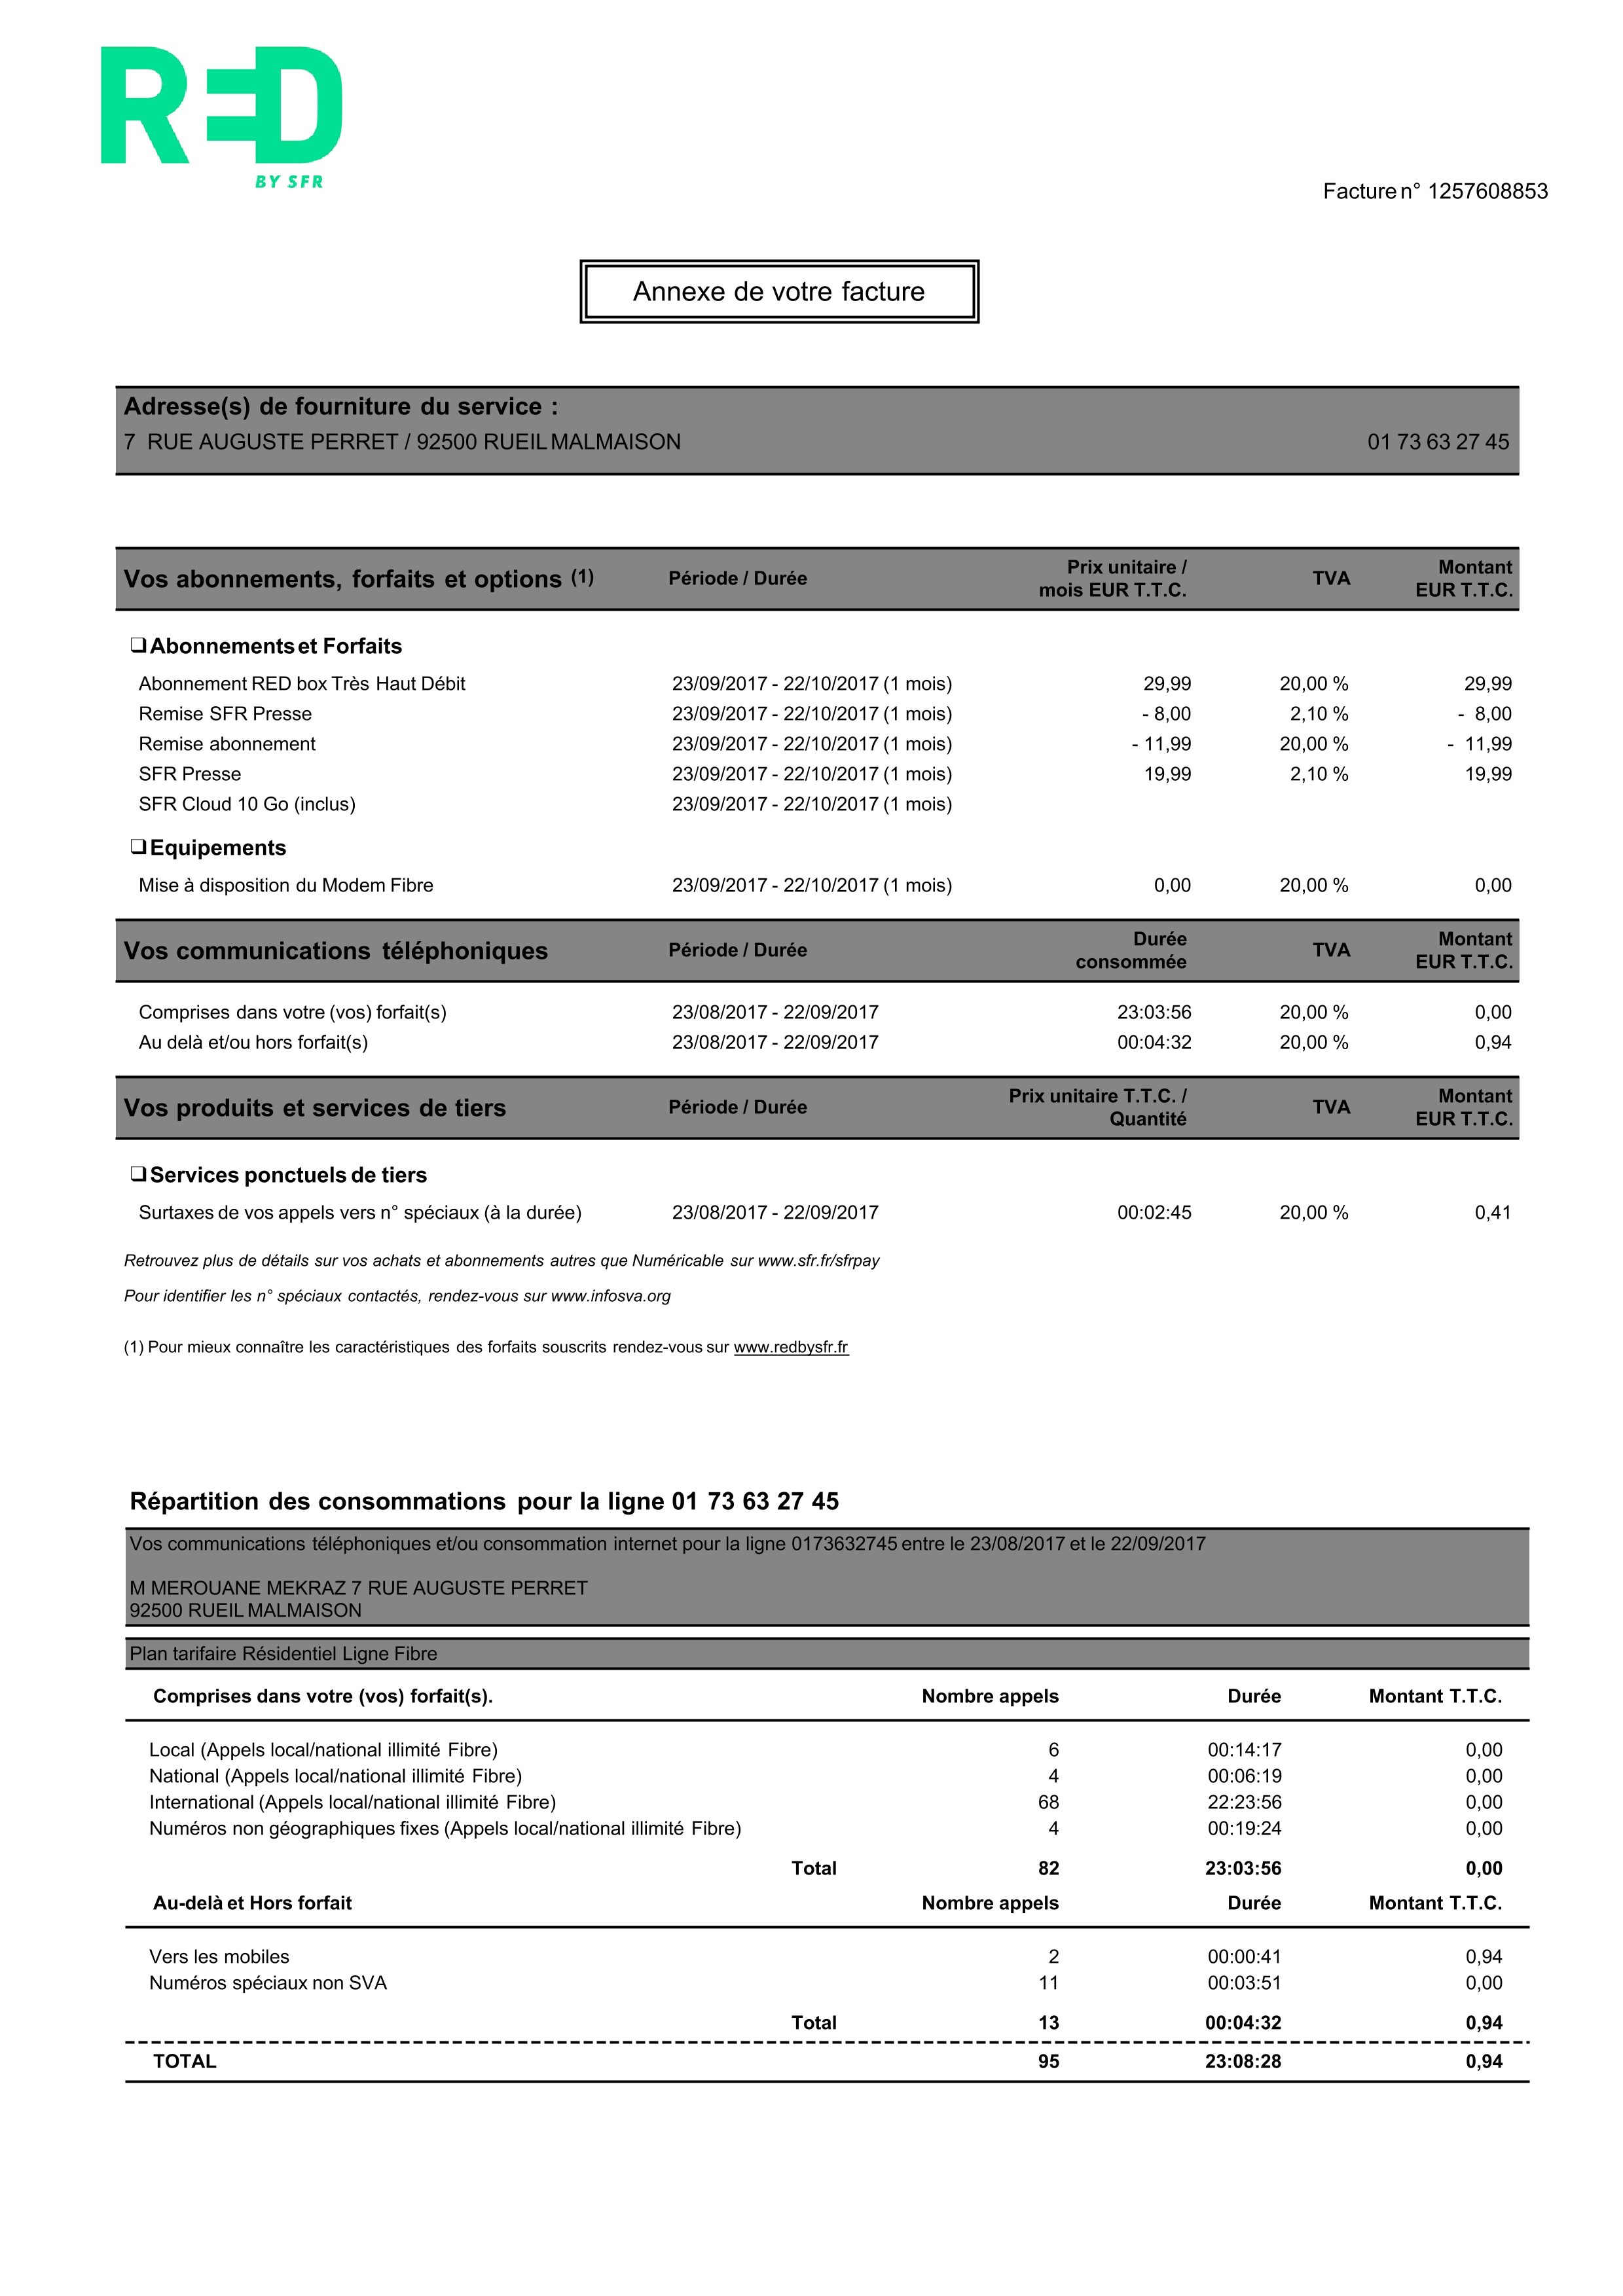 RED
BY SFR
Facture n° 1257608853
Annexe de votre facture
Adresse(s) de fourniture du service :
7 RUE AUGUSTE PERRET / 92500 RUEIL MALMAISON 01 73 63 27 45
Vos abonnements, forfaits et options (1) Période / Durée Prix unitaire / mois EUR T.T.C. TVA Montant EUR T.T.C.
❑ Abonnements et Forfaits
Abonnement RED box Très Haut Débit 23/09/2017 - 22/10/2017 (1 mois) 29,99 20,00 % 29,99
Remise SFR Presse 23/09/2017 - 22/10/2017 (1 mois) - 8,00 2,10 % - 8,00
Remise abonnement 23/09/2017 - 22/10/2017 (1 mois) - 11,99 20,00 % - 11,99
SFR Presse 23/09/2017 - 22/10/2017 (1 mois) 19,99 2,10 % 19,99
SFR Cloud 10 Go (inclus) 23/09/2017 - 22/10/2017 (1 mois)
❑ Equipements
Mise à disposition du Modem Fibre 23/09/2017 - 22/10/2017 (1 mois) 0,00 20,00 % 0,00
Vos communications téléphoniques Période / Durée Durée consommée TVA Montant EUR T.T.C.
Comprises dans votre (vos) forfait(s) 23/08/2017 - 22/09/2017 23:03:56 20,00 % 0,00
Au delà et/ou hors forfait(s) 23/08/2017 - 22/09/2017 00:04:32 20,00 % 0,94
Vos produits et services de tiers Période / Durée Prix unitaire T.T.C. / Quantité TVA Montant EUR T.T.C.
❑ Services ponctuels de tiers
Surtaxes de vos appels vers n° spéciaux (à la durée) 23/08/2017 - 22/09/2017 00:02:45 20,00 % 0,41
Retrouvez plus de détails sur vos achats et abonnements autres que Numéricable sur www.sfr.fr/sfrpay
Pour identifier les n° spéciaux contactés, rendez-vous sur www.infosva.org
(1) Pour mieux connaître les caractéristiques des forfaits souscrits rendez-vous sur www.redbysfr.fr
Répartition des consommations pour la ligne 01 73 63 27 45
Vos communications téléphoniques et/ou consommation internet pour la ligne 0173632745 entre le 23/08/2017 et le 22/09/2017
M MEROUANE MEKRAZ 7 RUE AUGUSTE PERRET
92500 RUEIL MALMAISON
Plan tarifaire Résidentiel Ligne Fibre
Comprises dans votre (vos) forfait(s). Nombre appels Durée Montant T.T.C.
Local (Appels local/national illimité Fibre) 6 00:14:17 0,00
National (Appels local/national illimité Fibre) 4 00:06:19 0,00
International (Appels local/national illimité Fibre) 68 22:23:56 0,00
Numéros non géographiques fixes (Appels local/national illimité Fibre) 4 00:19:24 0,00
Total 82 23:03:56 0,00
Au-delà et Hors forfait Nombre appels Durée Montant T.T.C.
Vers les mobiles 2 00:00:41 0,94
Numéros spéciaux non SVA 11 00:03:51 0,00
Total 13 00:04:32 0,94
TOTAL 95 23:08:28 0,94